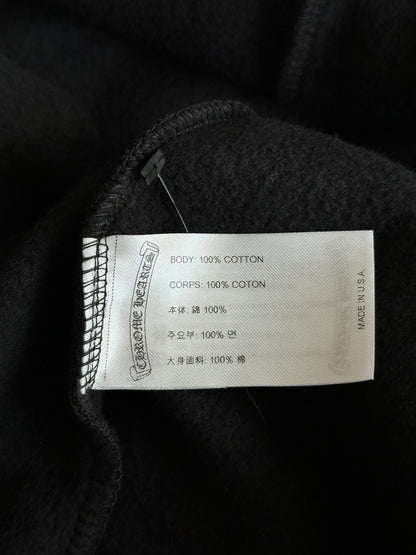 CHROME HEARTS
BODY: 100% COTTON
CORPS: 100% COTON
本体: 綿 100%
주요부: 100% 면
大身面料: 100% 棉
MADE IN U.S.A.